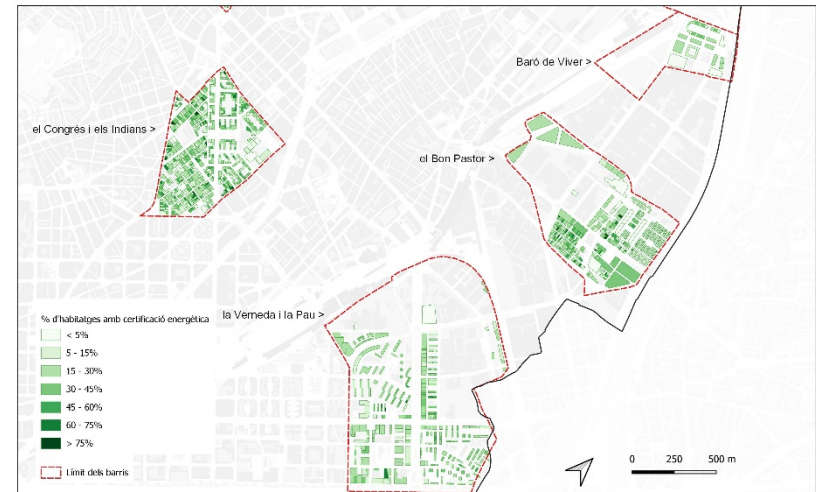 Baró de Viver >
el Congrés i els Indians >
el Bon Pastor >
la Verneda i la Pau >
% d'habitatges amb certificació energètica
< 5%
5 - 15%
15 - 30%
30 - 45%
45 - 60%
60 - 75%
> 75%
Límit dels barris
0 250 500 m